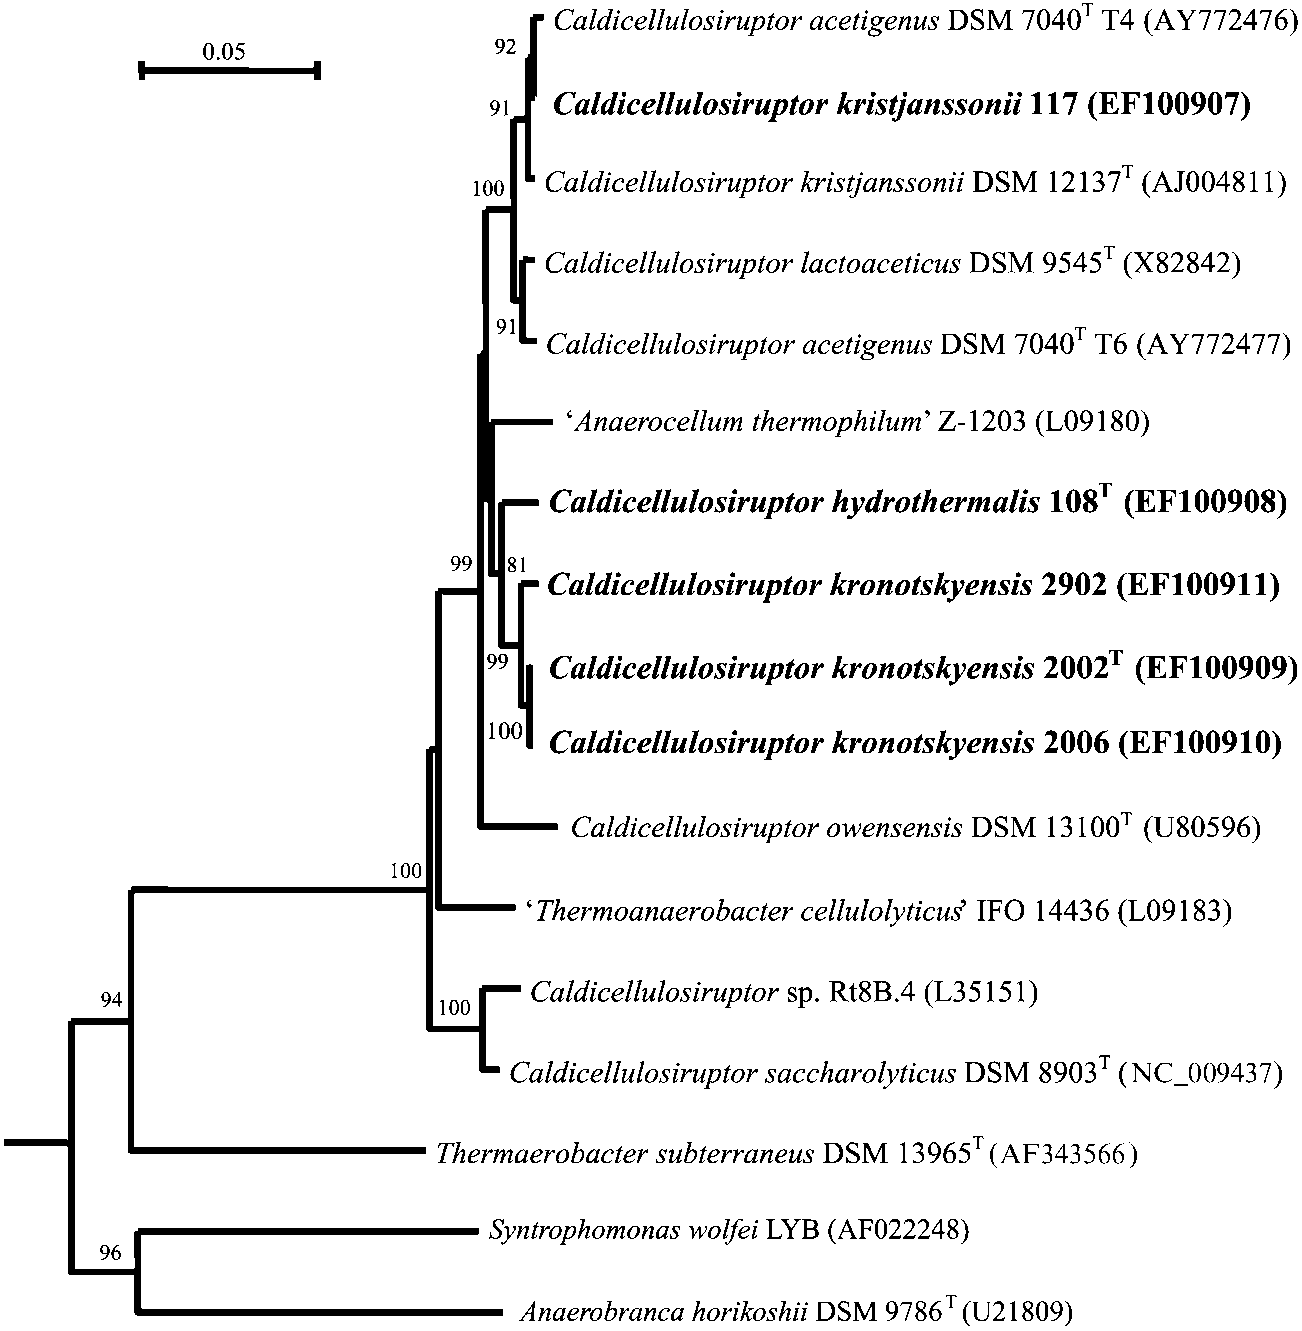 Caldicellulosiruptor acetigenus DSM 7040T T4 (AY772476)
92
0.05
Caldicellulosiruptor kristjanssonii 117 (EF100907)
91
Caldicellulosiruptor kristjanssonii DSM 12137T (AJ004811)
100
Caldicellulosiruptor lactoaceticus DSM 9545T (X82842)
91
Caldicellulosiruptor acetigenus DSM 7040T T6 (AY772477)
‘Anaerocellum thermophilum’ Z-1203 (L09180)
Caldicellulosiruptor hydrothermalis 108T (EF100908)
99
81
Caldicellulosiruptor kronotskyensis 2902 (EF100911)
99
Caldicellulosiruptor kronotskyensis 2002T (EF100909)
100
Caldicellulosiruptor kronotskyensis 2006 (EF100910)
Caldicellulosiruptor owensensis DSM 13100T (U80596)
100
‘Thermoanaerobacter cellulolyticus’ IFO 14436 (L09183)
Caldicellulosiruptor sp. Rt8B.4 (L35151)
94
100
Caldicellulosiruptor saccharolyticus DSM 8903T (NC_009437)
Thermaerobacter subterraneus DSM 13965T (AF343566)
Syntrophomonas wolfei LYB (AF022248)
96
Anaerobranca horikoshii DSM 9786T (U21809)